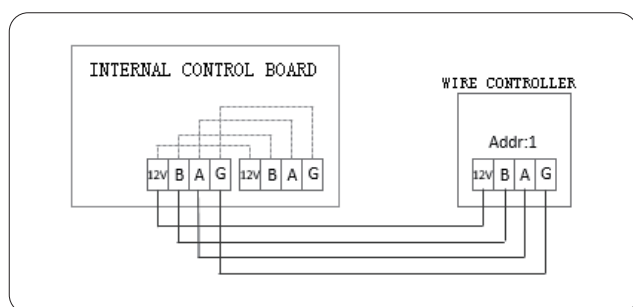 INTERNAL CONTROL BOARD
WIRE CONTROLLER
Addr:1
12V B A G 12V B A G
12V B A G